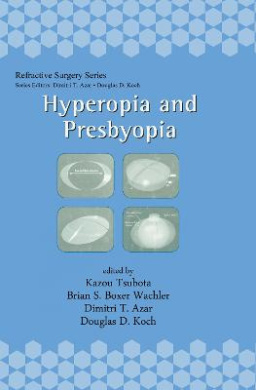 Refractive Surgery Series
Series Editors: Dimitri T. Azar • Douglas D. Koch
Hyperopia and
Presbyopia
edited by
Kazou Tsubota
Brian S. Boxer Wachler
Dimitri T. Azar
Douglas D. Koch